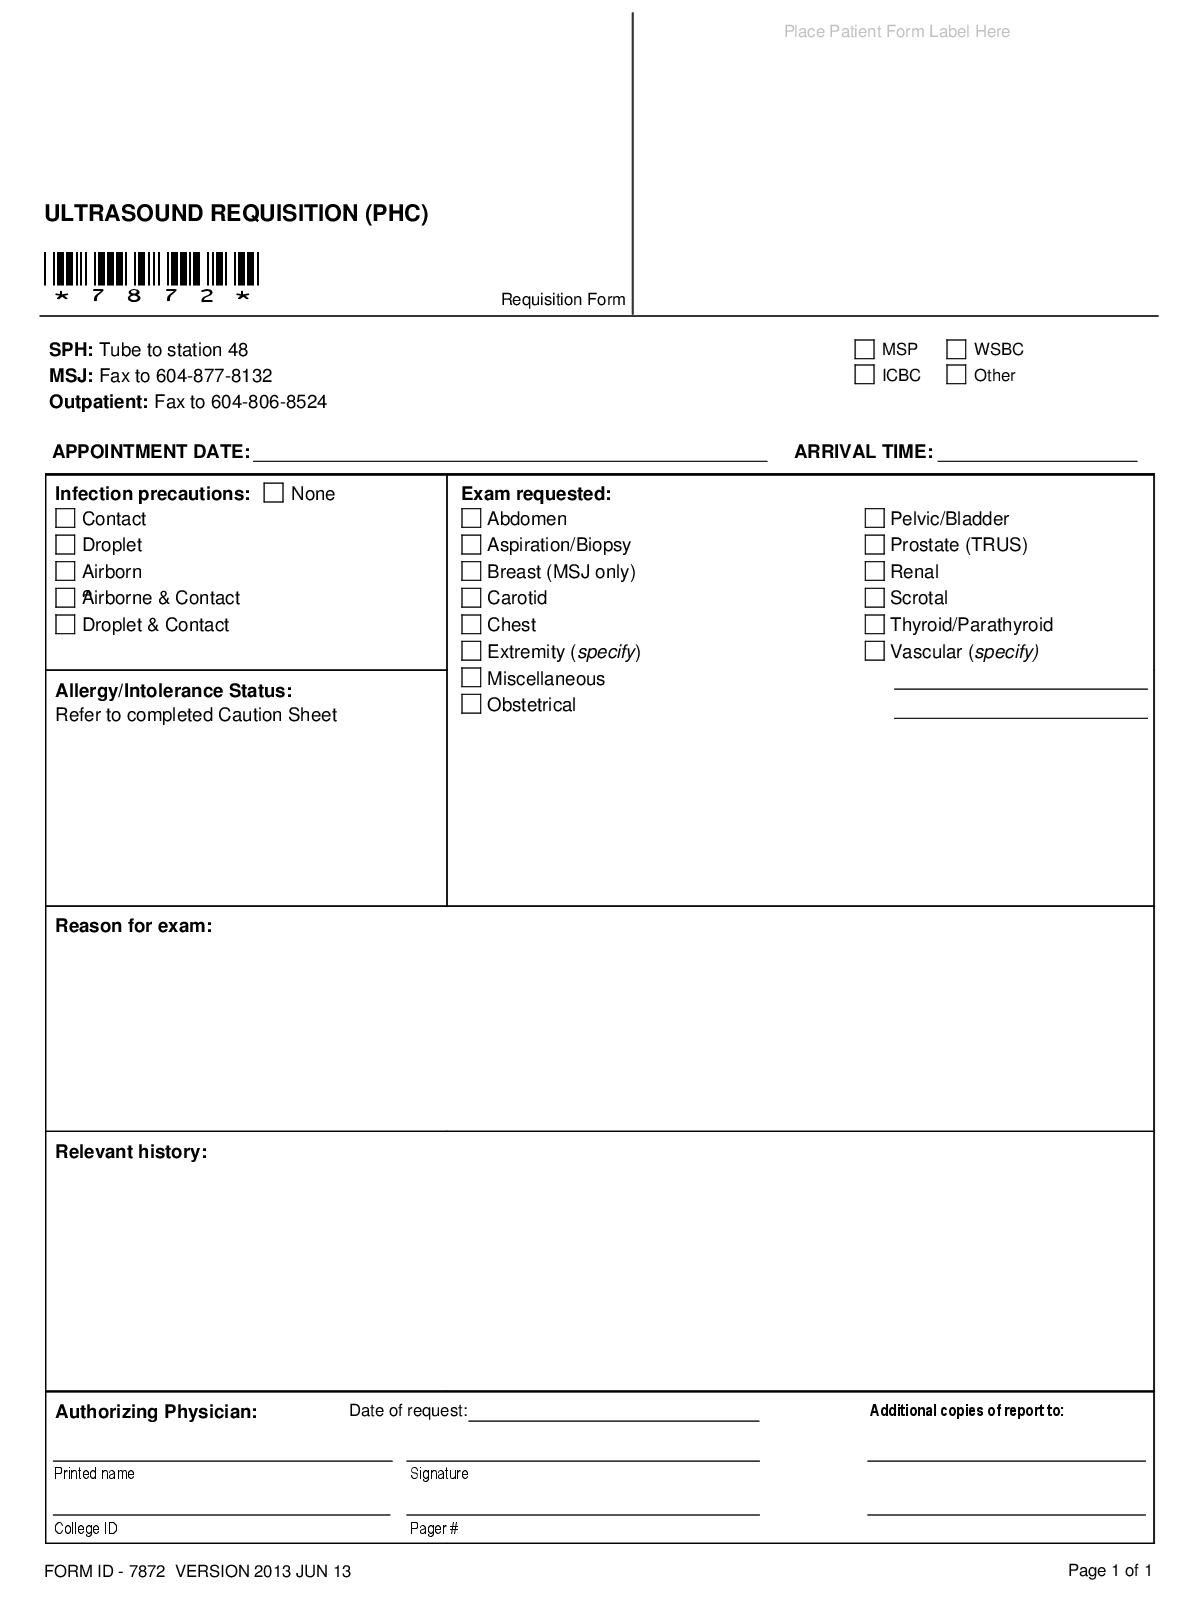 Place Patient Form Label Here
ULTRASOUND REQUISITION (PHC)
* 7 8 7 2 *
Requisition Form
SPH: Tube to station 48
MSJ: Fax to 604-877-8132
Outpatient: Fax to 604-806-8524
MSP WSBC
ICBC Other
APPOINTMENT DATE: ARRIVAL TIME:
Infection precautions: None
Contact
Droplet
Airborn
e
Airborne & Contact
Droplet & Contact
Allergy/Intolerance Status:
Refer to completed Caution Sheet
Exam requested:
Abdomen
Aspiration/Biopsy
Breast (MSJ only)
Carotid
Chest
Extremity (specify)
Miscellaneous
Obstetrical
Pelvic/Bladder
Prostate (TRUS)
Renal
Scrotal
Thyroid/Parathyroid
Vascular (specify)
Reason for exam:
Relevant history:
Authorizing Physician: Date of request: Additional copies of report to:
Printed name Signature
College ID Pager #
FORM ID - 7872 VERSION 2013 JUN 13 Page 1 of 1